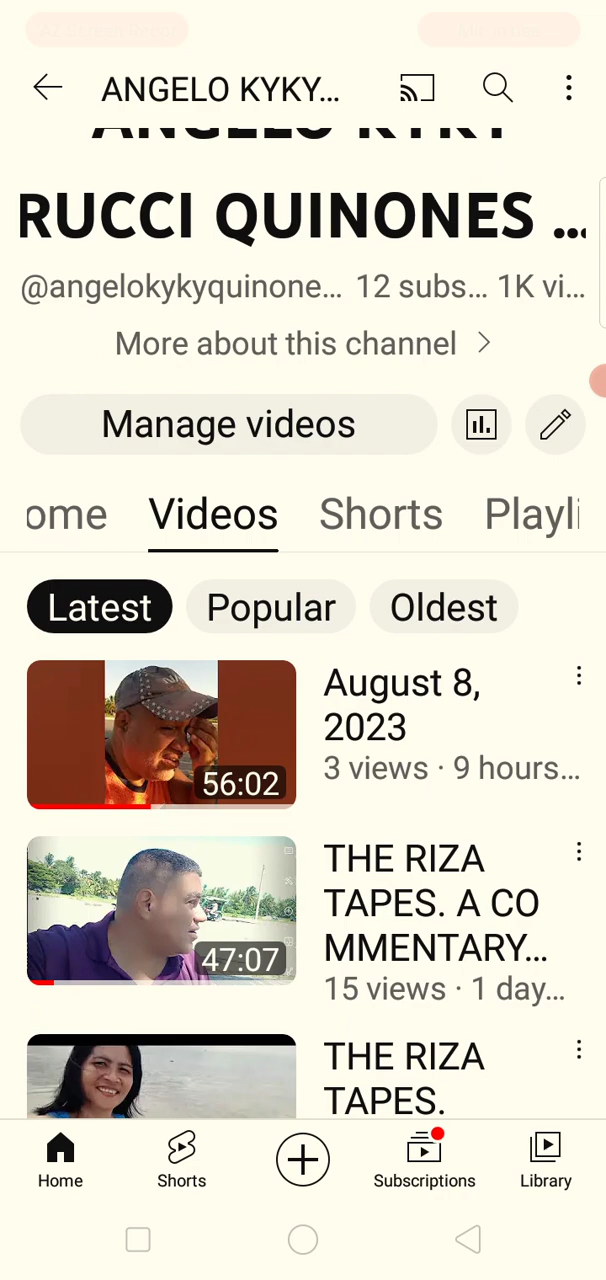 ANGELO KYKY...
ANGELO KYKY
RUCCI QUINONES ...
@angelokykyquinone... 12 subs... 1K vi...
More about this channel
Manage videos
ome Videos Shorts Playli
Latest Popular Oldest
56:02
August 8,
2023
3 views · 9 hours...
47:07
THE RIZA
TAPES. A CO
MMENTARY...
15 views · 1 day...
THE RIZA
TAPES.
Home Shorts Subscriptions Library